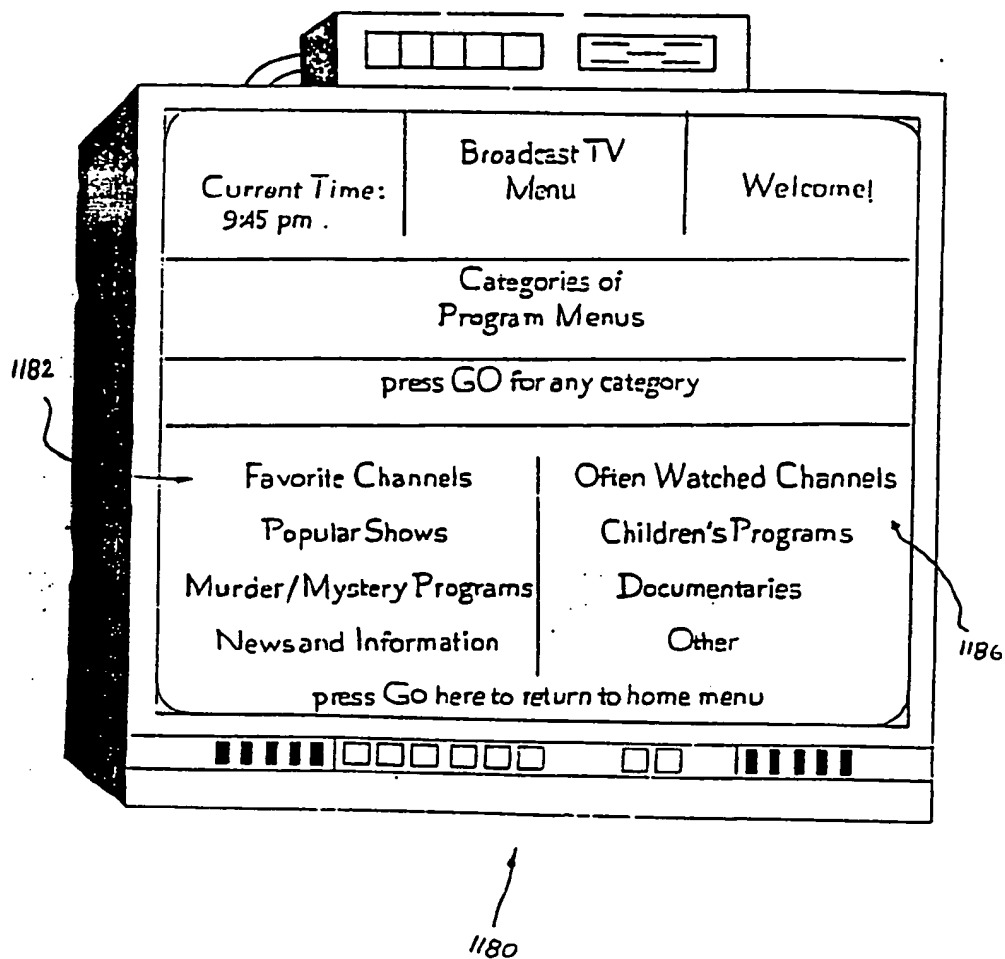 Current Time:
9:45 pm .
Broadcast TV
Menu
Welcome!
Categories of
Program Menus
press GO for any category
1182
Favorite Channels
Often Watched Channels
Popular Shows
Children's Programs
Murder/Mystery Programs
Documentaries
News and Information
Other
1186
press Go here to return to home menu
1180